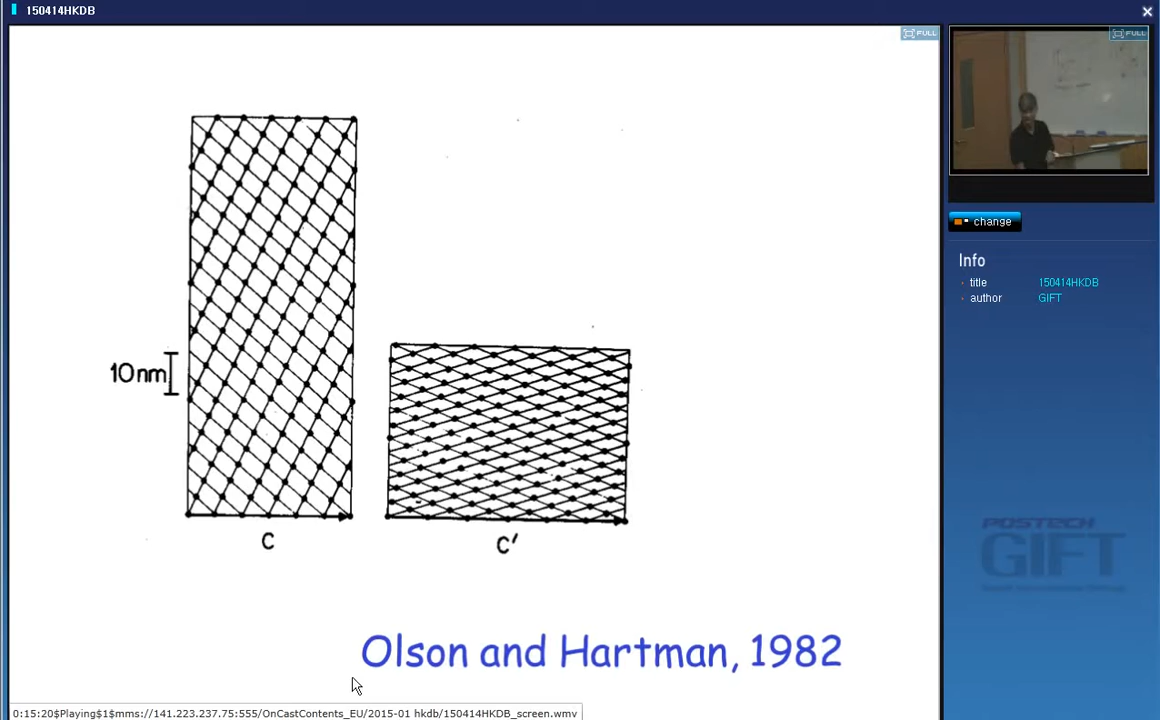 150414HKDB
FULL
FULL
10nm
C
C'
Olson and Hartman, 1982
change
Info
title 150414HKDB
author GIFT
POSTECH
GIFT
0:15:20$Playing$1$mms://141.223.237.75:555/OnCastContents_EU/2015-01 hkdb/150414HKDB_screen.wmv